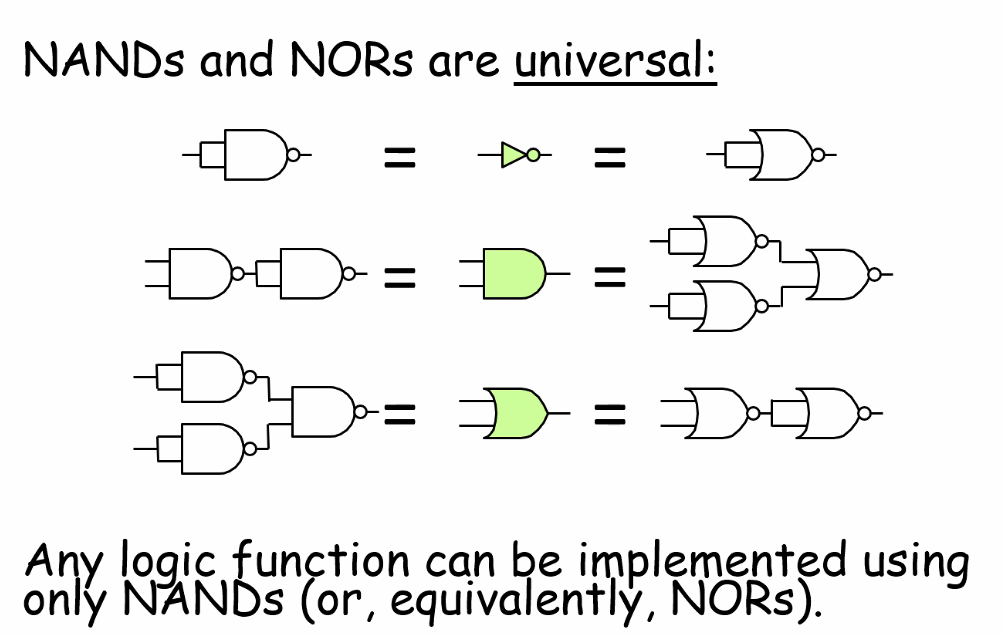 NANDs and NORs are universal:
=
=
=
=
=
=
Any logic function can be implemented using
only NANDs (or, equivalently, NORs).